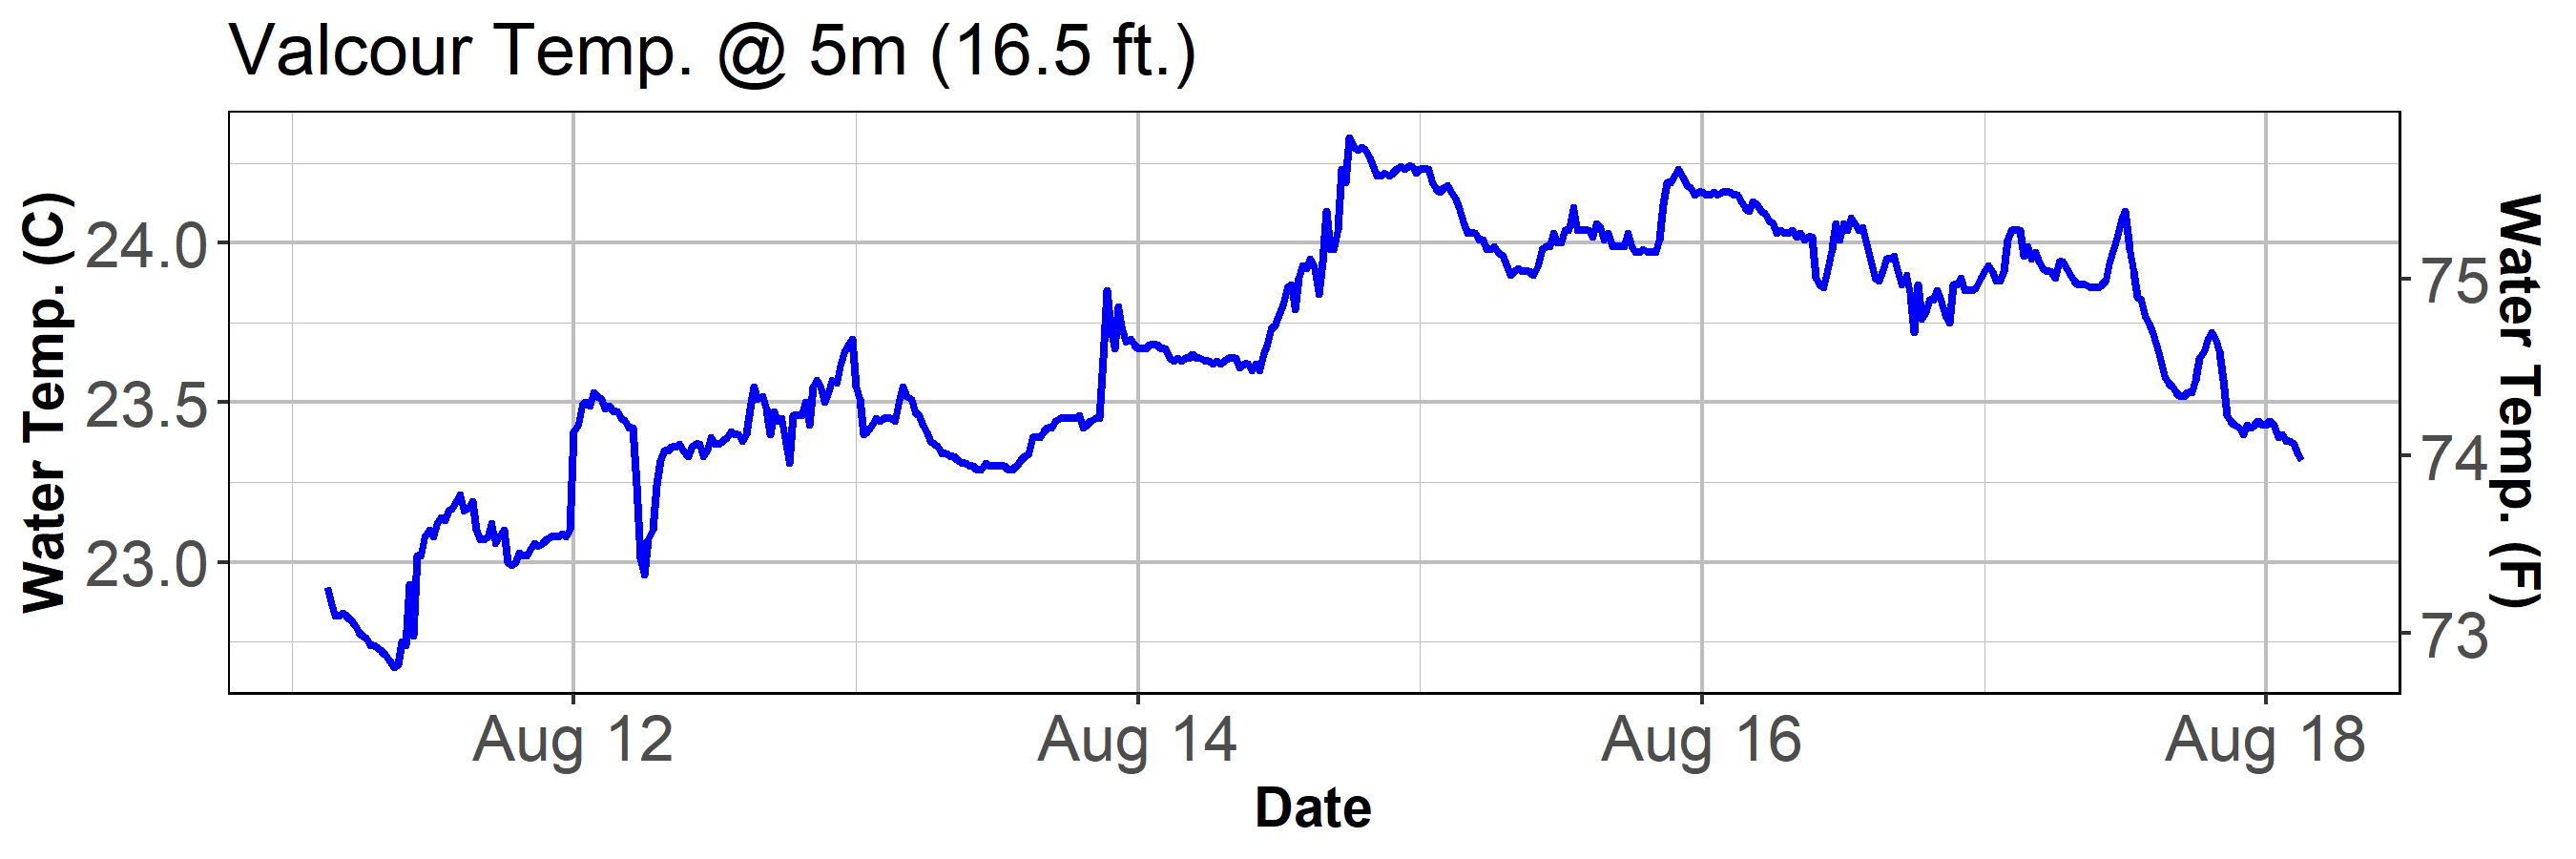 Valcour Temp. @ 5m (16.5 ft.)
Water Temp. (C)
24.0
23.5
23.0
75
74
73
Water Temp. (F)
Aug 12 Aug 14 Aug 16 Aug 18
Date